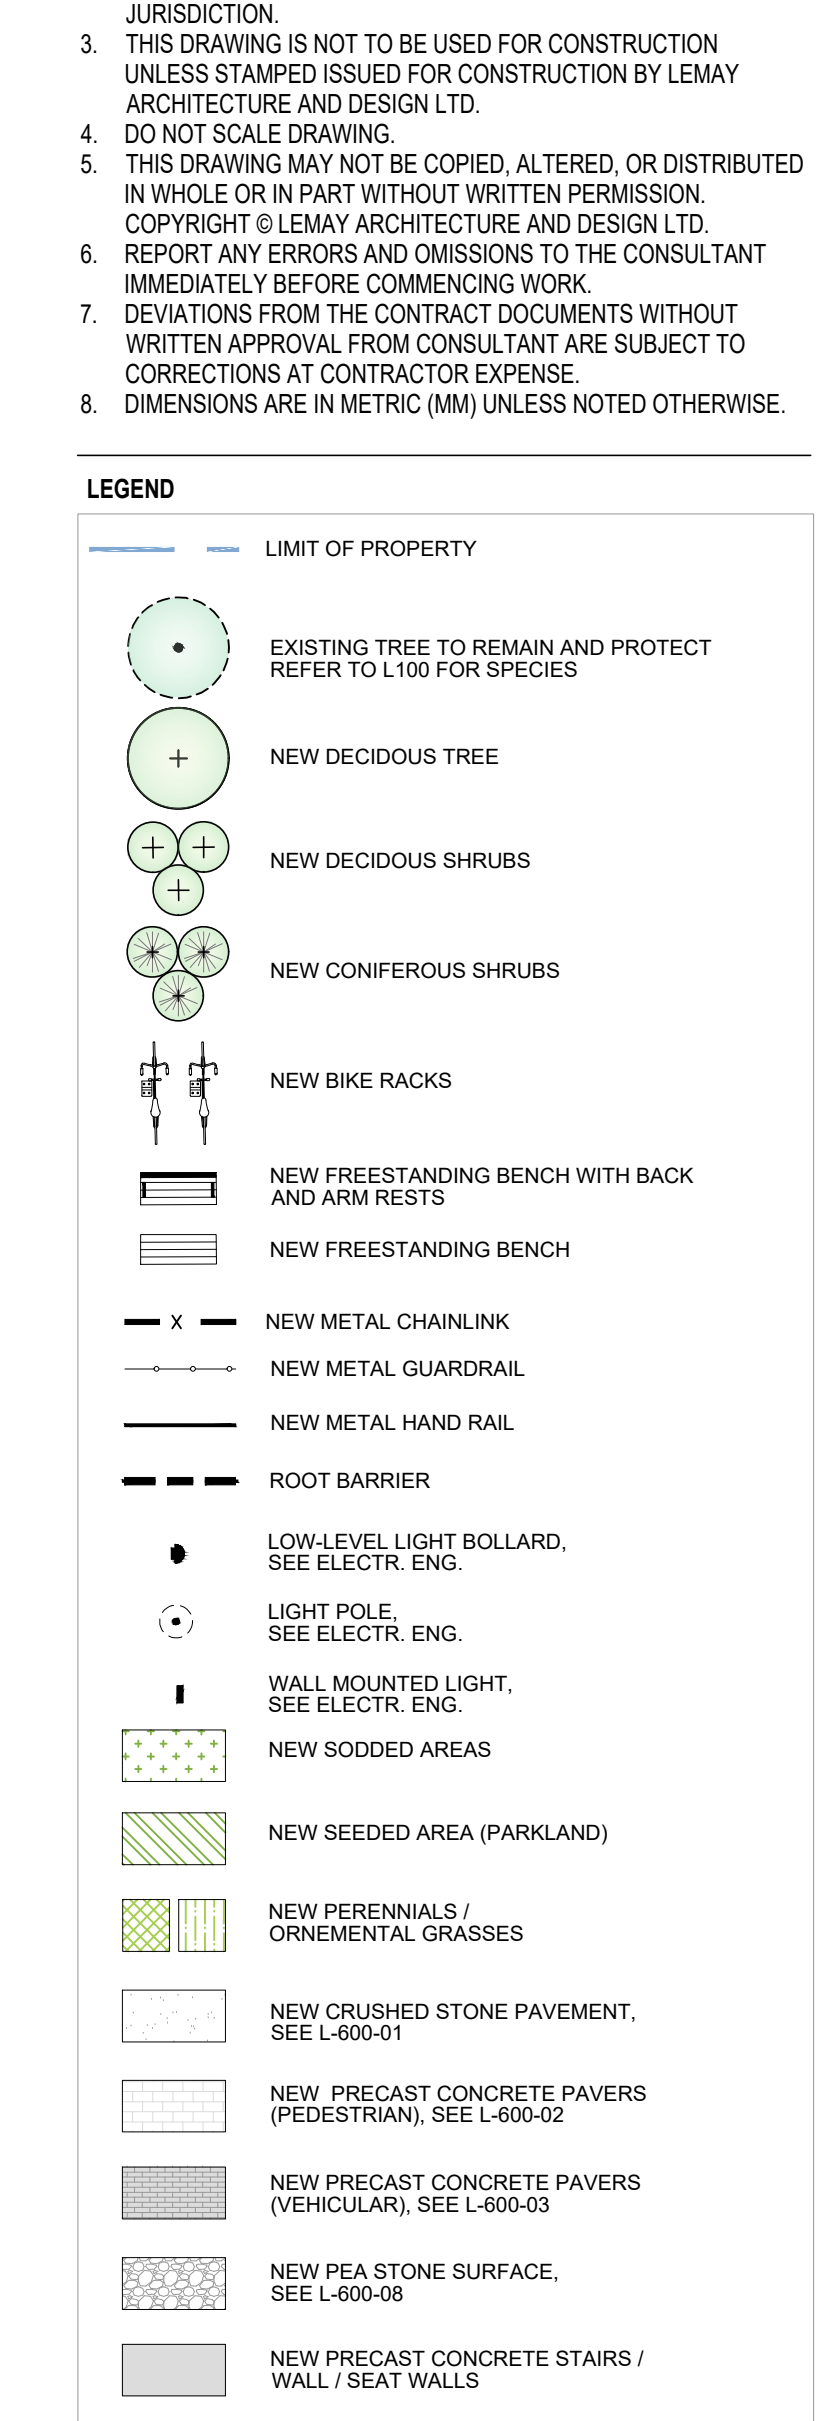 JURISDICTION.
3. THIS DRAWING IS NOT TO BE USED FOR CONSTRUCTION
UNLESS STAMPED ISSUED FOR CONSTRUCTION BY LEMAY
ARCHITECTURE AND DESIGN LTD.
4. DO NOT SCALE DRAWING.
5. THIS DRAWING MAY NOT BE COPIED, ALTERED, OR DISTRIBUTED
IN WHOLE OR IN PART WITHOUT WRITTEN PERMISSION.
COPYRIGHT © LEMAY ARCHITECTURE AND DESIGN LTD.
6. REPORT ANY ERRORS AND OMISSIONS TO THE CONSULTANT
IMMEDIATELY BEFORE COMMENCING WORK.
7. DEVIATIONS FROM THE CONTRACT DOCUMENTS WITHOUT
WRITTEN APPROVAL FROM CONSULTANT ARE SUBJECT TO
CORRECTIONS AT CONTRACTOR EXPENSE.
8. DIMENSIONS ARE IN METRIC (MM) UNLESS NOTED OTHERWISE.
LEGEND
LIMIT OF PROPERTY
EXISTING TREE TO REMAIN AND PROTECT
REFER TO L100 FOR SPECIES
NEW DECIDOUS TREE
NEW DECIDOUS SHRUBS
NEW CONIFEROUS SHRUBS
NEW BIKE RACKS
NEW FREESTANDING BENCH WITH BACK
AND ARM RESTS
NEW FREESTANDING BENCH
X NEW METAL CHAINLINK
NEW METAL GUARDRAIL
NEW METAL HAND RAIL
ROOT BARRIER
LOW-LEVEL LIGHT BOLLARD,
SEE ELECTR. ENG.
LIGHT POLE,
SEE ELECTR. ENG.
WALL MOUNTED LIGHT,
SEE ELECTR. ENG.
NEW SODDED AREAS
NEW SEEDED AREA (PARKLAND)
NEW PERENNIALS /
ORNEMENTAL GRASSES
NEW CRUSHED STONE PAVEMENT,
SEE L-600-01
NEW PRECAST CONCRETE PAVERS
(PEDESTRIAN), SEE L-600-02
NEW PRECAST CONCRETE PAVERS
(VEHICULAR), SEE L-600-03
NEW PEA STONE SURFACE,
SEE L-600-08
NEW PRECAST CONCRETE STAIRS /
WALL / SEAT WALLS